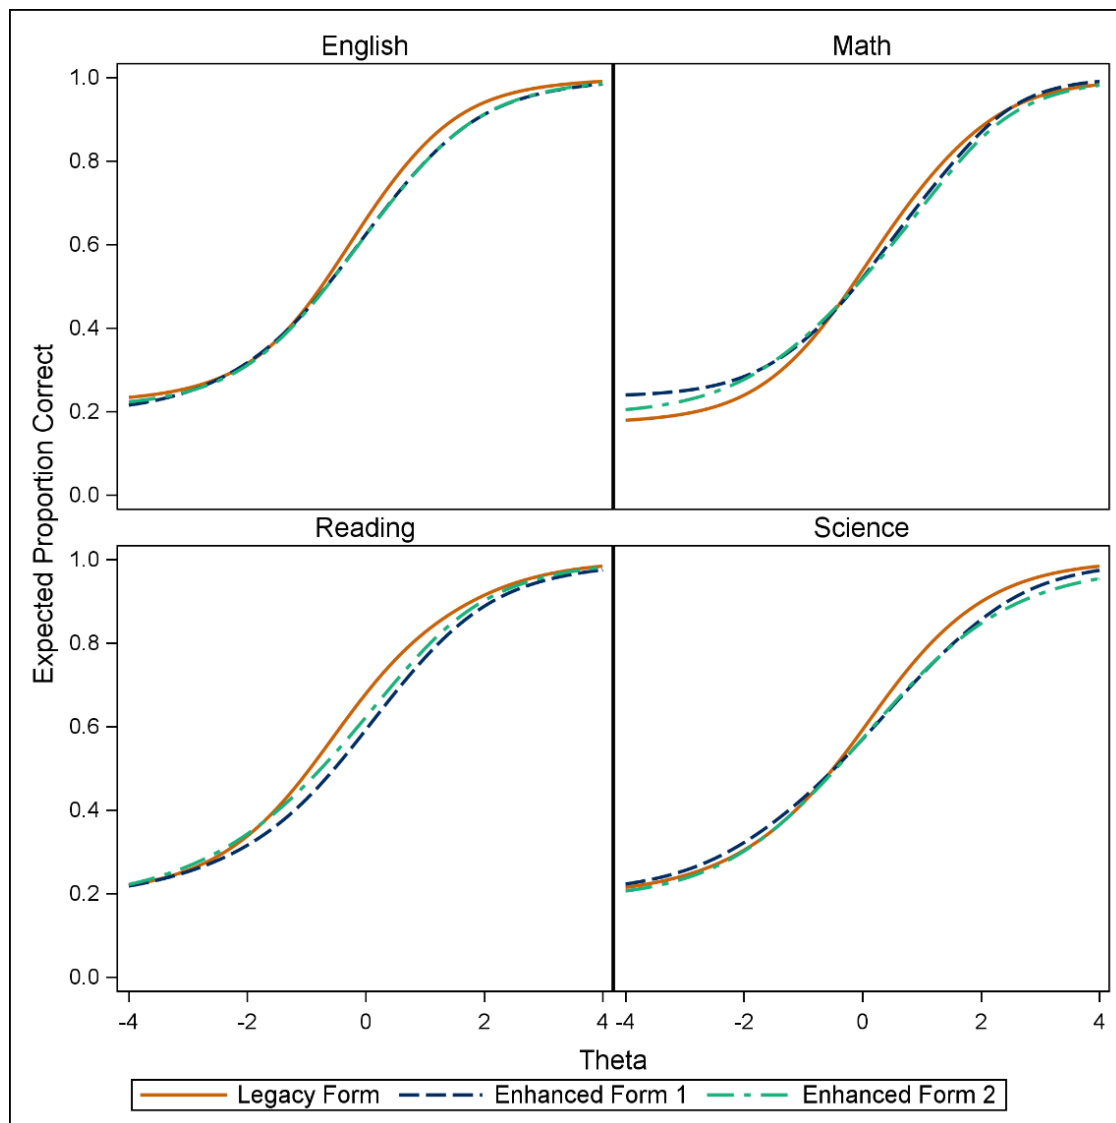 English
Math
Expected Proportion Correct
1.0
0.8
0.6
0.4
0.2
0.0
Reading
Science
1.0
0.8
0.6
0.4
0.2
0.0
-4 -2 0 2 4 -4 -2 0 2 4
Theta
Legacy Form Enhanced Form 1 Enhanced Form 2